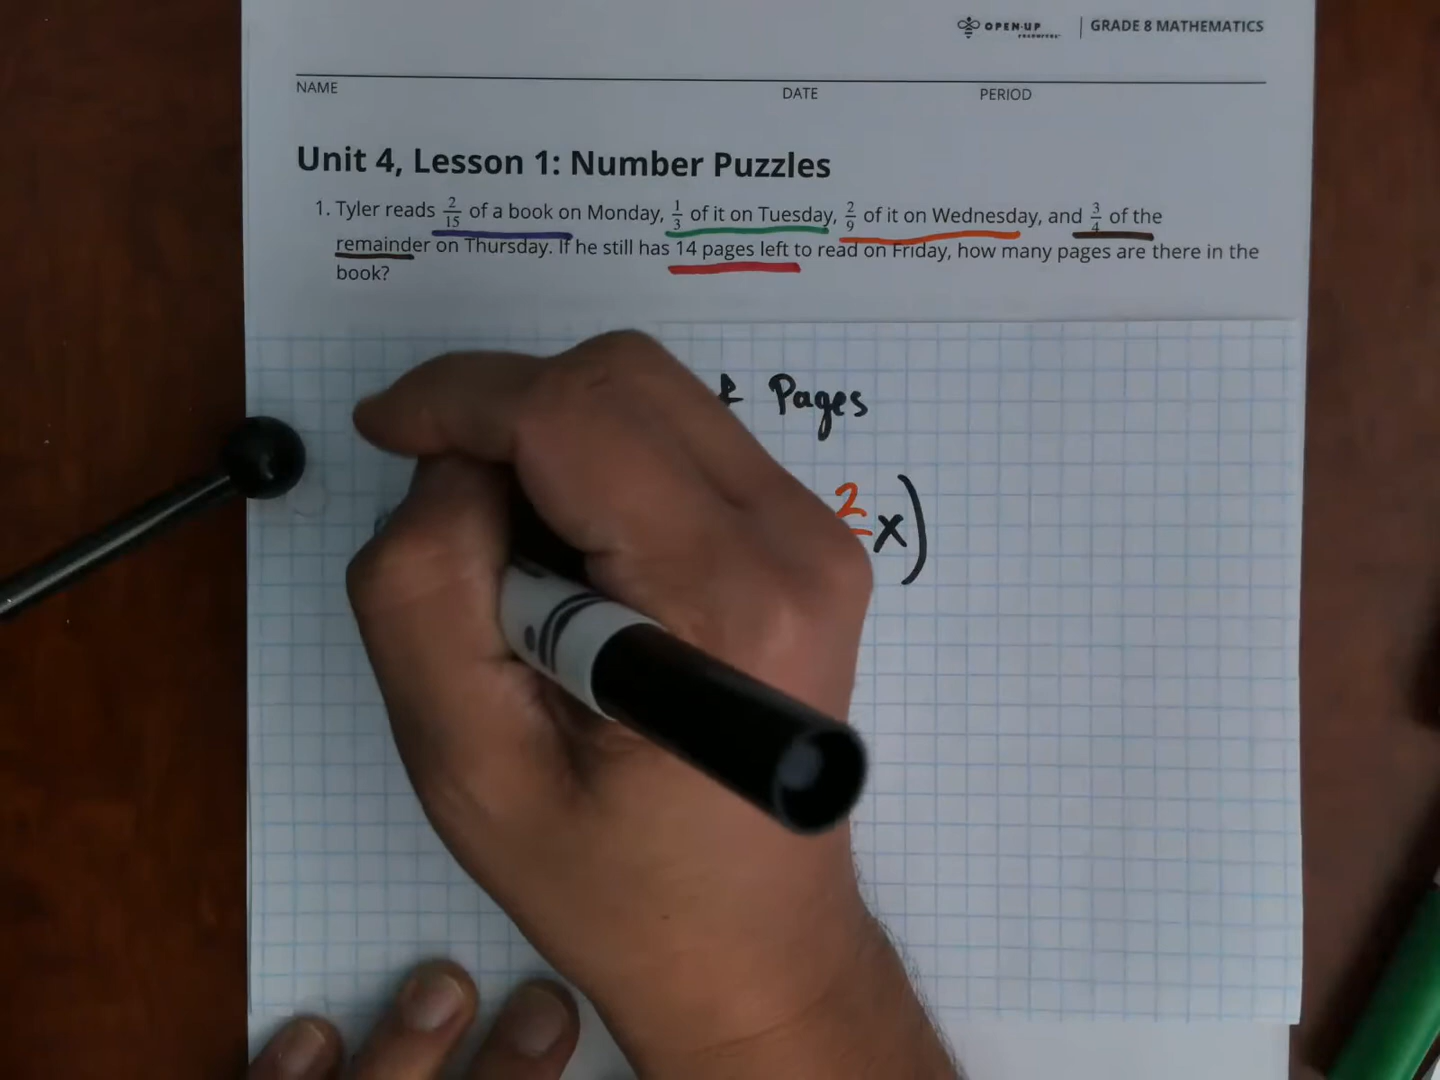 OPEN-UP
RESOURCES
GRADE 8 MATHEMATICS
NAME DATE PERIOD
Unit 4, Lesson 1: Number Puzzles
1. Tyler reads 2/15 of a book on Monday, 1/3 of it on Tuesday, 2/9 of it on Wednesday, and 3/4 of the
remainder on Thursday. If he still has 14 pages left to read on Friday, how many pages are there in the
book?
Pages
2
x)